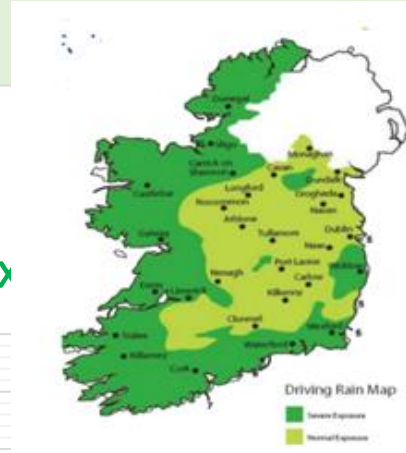 Donegal
Sligo
Monaghan
Carrick on
Shannon
Cavan
Dundalk
Castlebar
Longford
Drogheda
Roscommon
Navan
Athlone
Galway
Tullamore
Dublin
Naas
Port Laoise
Wicklow
Nenagh
Carlow
Ennis
Limerick
Kilkenny
Clonmel
Wexford
Tralee
Waterford
Killarney
Cork
Driving Rain Map
Severe Exposure
Normal Exposure